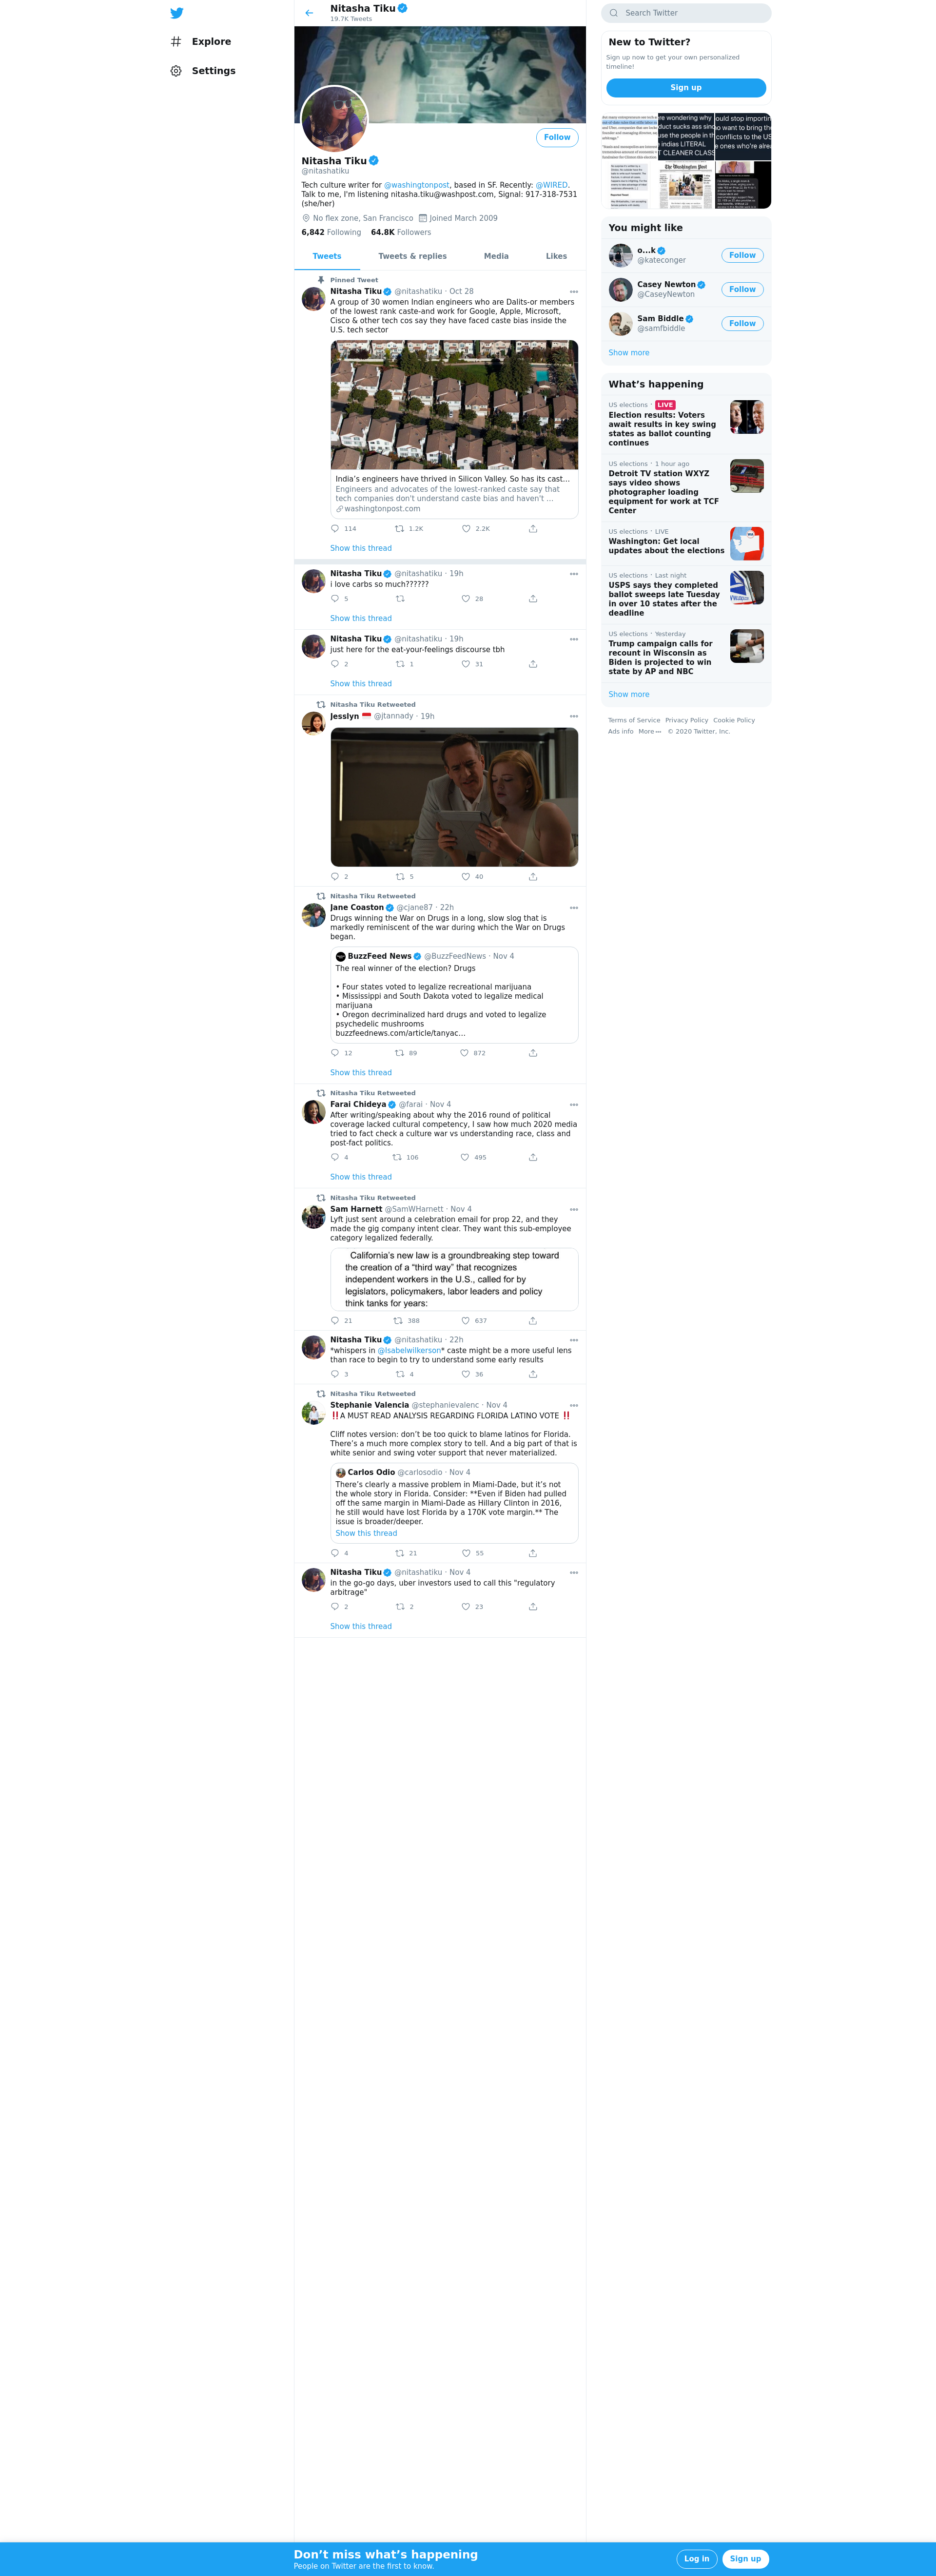 Explore
Settings
Nitasha Tiku
19.7K Tweets
Happy
Follow
Nitasha Tiku
@nitashatiku
Tech culture writer for @washingtonpost, based in SF. Recently: @WIRED.
Talk to me, I'm listening nitasha.tiku@washpost.com, Signal: 917-318-7531
(she/her)
No flex zone, San Francisco Joined March 2009
6,842 Following 64.8K Followers
Tweets Tweets & replies Media Likes
Pinned Tweet
Nitasha Tiku @nitashatiku · Oct 28
A group of 30 women Indian engineers who are Dalits-or members
of the lowest rank caste-and work for Google, Apple, Microsoft,
Cisco & other tech cos say they have faced caste bias inside the
U.S. tech sector
India's engineers have thrived in Silicon Valley. So has its cast...
Engineers and advocates of the lowest-ranked caste say that
tech companies don't understand caste bias and haven't ...
washingtonpost.com
114 1.2K 2.2K
Show this thread
Nitasha Tiku @nitashatiku · 19h
i love carbs so much??????
5 28
Show this thread
Nitasha Tiku @nitashatiku · 19h
just here for the eat-your-feelings discourse tbh
2 1 31
Show this thread
Nitasha Tiku Retweeted
Jesslyn @jtannady · 19h
2 5 40
Nitasha Tiku Retweeted
Jane Coaston @cjane87 · 22h
Drugs winning the War on Drugs in a long, slow slog that is
markedly reminiscent of the war during which the War on Drugs
began.
BuzzFeed News @BuzzFeedNews · Nov 4
The real winner of the election? Drugs
• Four states voted to legalize recreational marijuana
• Mississippi and South Dakota voted to legalize medical
marijuana
• Oregon decriminalized hard drugs and voted to legalize
psychedelic mushrooms
buzzfeednews.com/article/tanyac...
12 89 872
Show this thread
Nitasha Tiku Retweeted
Farai Chideya @farai · Nov 4
After writing/speaking about why the 2016 round of political
coverage lacked cultural competency, I saw how much 2020 media
tried to fact check a culture war vs understanding race, class and
post-fact politics.
4 106 495
Show this thread
Nitasha Tiku Retweeted
Sam Harnett @SamWHarnett · Nov 4
Lyft just sent around a celebration email for prop 22, and they
made the gig company intent clear. They want this sub-employee
category legalized federally.
California's new law is a groundbreaking step toward
the creation of a "third way" that recognizes
independent workers in the U.S., called for by
legislators, policymakers, labor leaders and policy
think tanks for years:
21 388 637
Nitasha Tiku @nitashatiku · 22h
*whispers in @Isabelwilkerson* caste might be a more useful lens
than race to begin to try to understand some early results
3 4 36
Nitasha Tiku Retweeted
Stephanie Valencia @stephanievalenc · Nov 4
‼️A MUST READ ANALYSIS REGARDING FLORIDA LATINO VOTE ‼️
Cliff notes version: don't be too quick to blame latinos for Florida.
There's a much more complex story to tell. And a big part of that is
white senior and swing voter support that never materialized.
Carlos Odio @carlosodio · Nov 4
There's clearly a massive problem in Miami-Dade, but it's not
the whole story in Florida. Consider: **Even if Biden had pulled
off the same margin in Miami-Dade as Hillary Clinton in 2016,
he still would have lost Florida by a 170K vote margin.** The
issue is broader/deeper.
Show this thread
4 21 55
Nitasha Tiku @nitashatiku · Nov 4
in the go-go days, uber investors used to call this "regulatory
arbitrage"
2 2 23
Show this thread
Search Twitter
New to Twitter?
Sign up now to get your own personalized
timeline!
Sign up
The Washington Post
You might like
o...k
@kateconger
Follow
Casey Newton
@CaseyNewton
Follow
Sam Biddle
@samfbiddle
Follow
Show more
What's happening
US elections · LIVE
Election results: Voters
await results in key swing
states as ballot counting
continues
US elections · 1 hour ago
Detroit TV station WXYZ
says video shows
photographer loading
equipment for work at TCF
Center
US elections · LIVE
Washington: Get local
updates about the elections
US elections · Last night
USPS says they completed
ballot sweeps late Tuesday
in over 10 states after the
deadline
US elections · Yesterday
Trump campaign calls for
recount in Wisconsin as
Biden is projected to win
state by AP and NBC
Show more
Terms of Service Privacy Policy Cookie Policy
Ads info More ••• © 2020 Twitter, Inc.
Don't miss what's happening
People on Twitter are the first to know.
Log in
Sign up